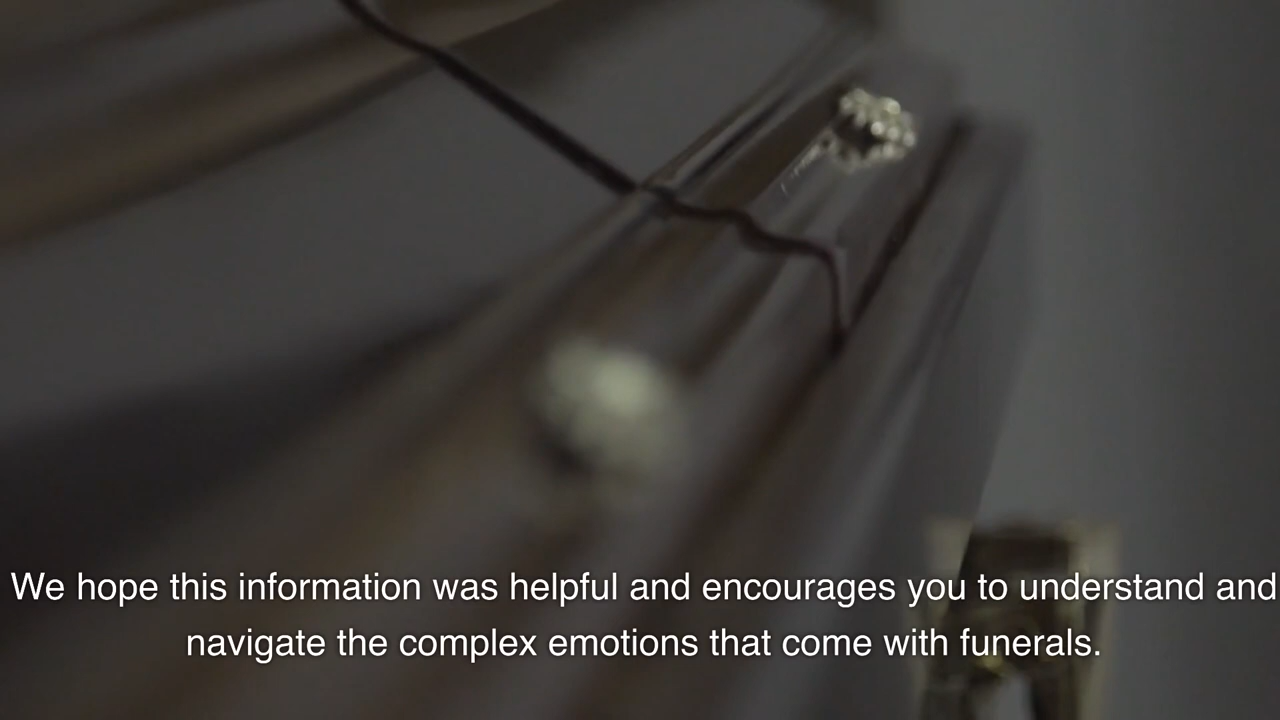 We hope this information was helpful and encourages you to understand and
navigate the complex emotions that come with funerals.